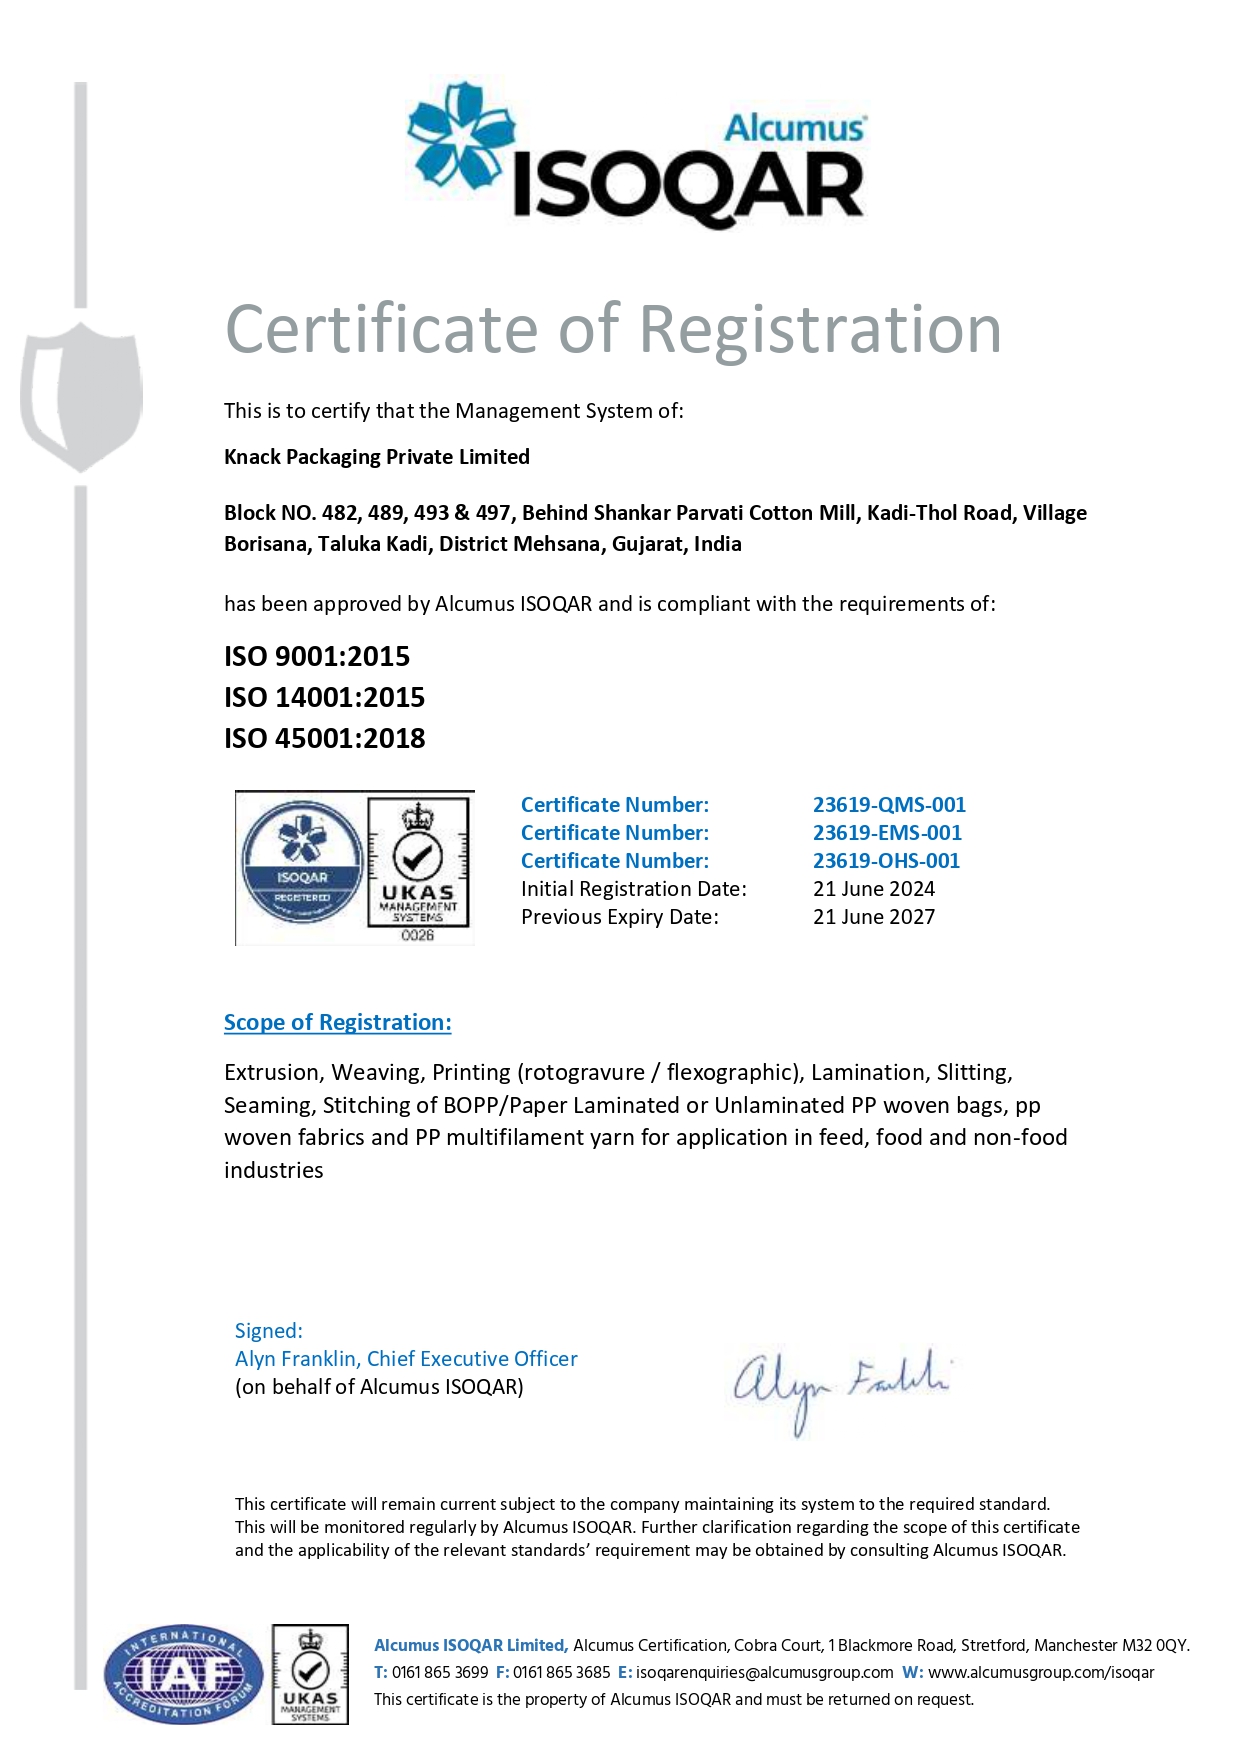 Alcumus®
ISOQAR
Certificate of Registration
This is to certify that the Management System of:
Knack Packaging Private Limited
Block NO. 482, 489, 493 & 497, Behind Shankar Parvati Cotton Mill, Kadi-Thol Road, Village
Borisana, Taluka Kadi, District Mehsana, Gujarat, India
has been approved by Alcumus ISOQAR and is compliant with the requirements of:
ISO 9001:2015
ISO 14001:2015
ISO 45001:2018
ISOQAR
REGISTERED
UKAS
MANAGEMENT
SYSTEMS
0026
Certificate Number: 23619-QMS-001
Certificate Number: 23619-EMS-001
Certificate Number: 23619-OHS-001
Initial Registration Date: 21 June 2024
Previous Expiry Date: 21 June 2027
Scope of Registration:
Extrusion, Weaving, Printing (rotogravure / flexographic), Lamination, Slitting,
Seaming, Stitching of BOPP/Paper Laminated or Unlaminated PP woven bags, pp
woven fabrics and PP multifilament yarn for application in feed, food and non-food
industries
Signed:
Alyn Franklin, Chief Executive Officer
(on behalf of Alcumus ISOQAR)
This certificate will remain current subject to the company maintaining its system to the required standard.
This will be monitored regularly by Alcumus ISOQAR. Further clarification regarding the scope of this certificate
and the applicability of the relevant standards’ requirement may be obtained by consulting Alcumus ISOQAR.
INTERNATIONAL
IAF
ACCREDITATION FORUM
UKAS
MANAGEMENT
SYSTEMS
Alcumus ISOQAR Limited, Alcumus Certification, Cobra Court, 1 Blackmore Road, Stretford, Manchester M32 0QY.
T: 0161 865 3699 F: 0161 865 3685 E: isoqarenquiries@alcumusgroup.com W: www.alcumusgroup.com/isoqar
This certificate is the property of Alcumus ISOQAR and must be returned on request.